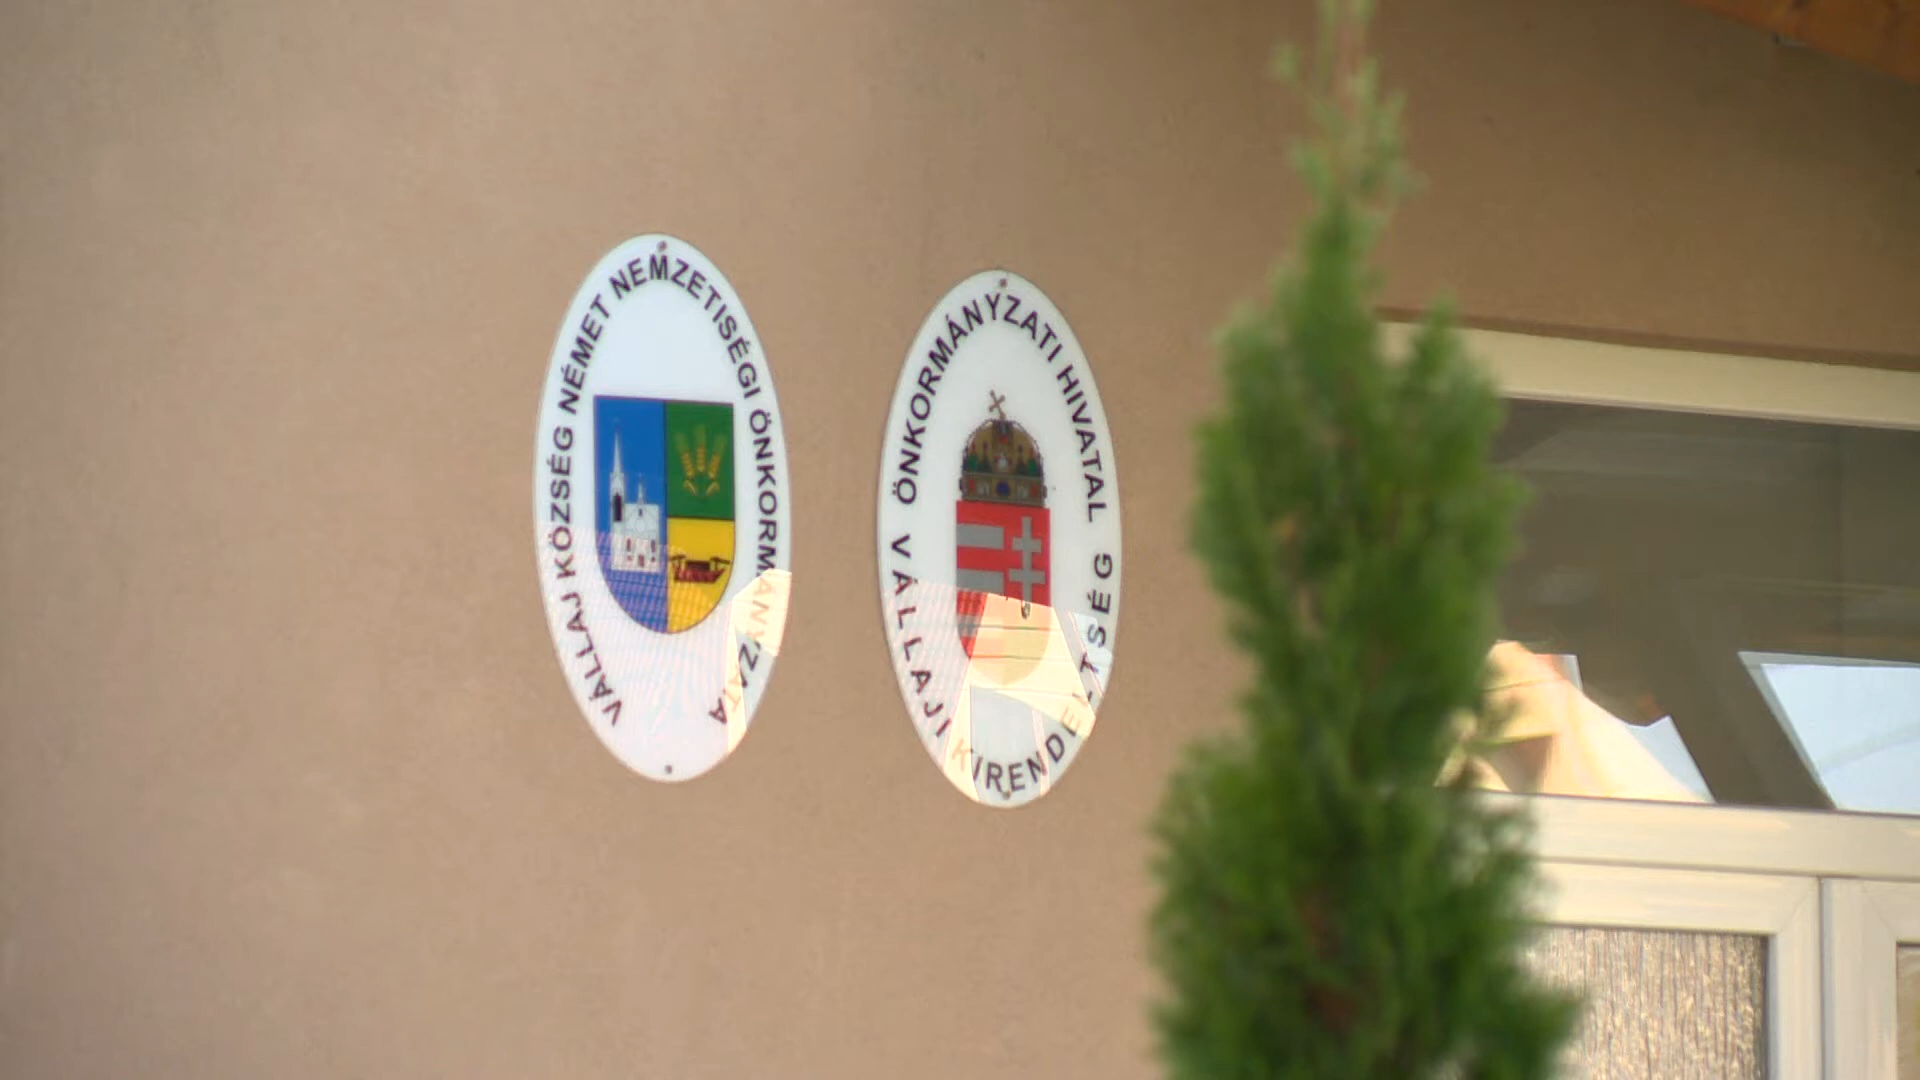 VÁLLAJ KÖZSÉG NÉMET NEMZETISÉGI ÖNKORMÁNYZATA
ÖNKORMÁNYZATI HIVATAL
VÁLLAJI KIRENDELTSÉG